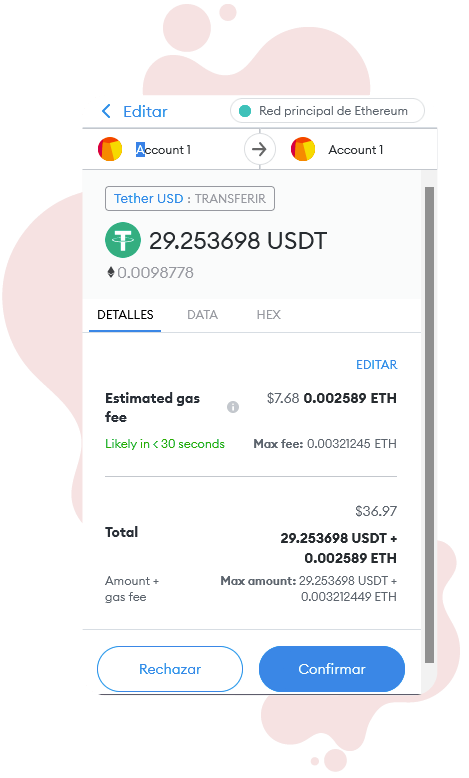 Editar
Red principal de Ethereum
Account 1
Account 1
Tether USD : TRANSFERIR
29.253698 USDT
0.0098778
DETALLES DATA HEX
EDITAR
Estimated gas fee
$7.68 0.002589 ETH
Likely in < 30 seconds
Max fee: 0.00321245 ETH
$36.97
Total
29.253698 USDT +
0.002589 ETH
Amount +
gas fee
Max amount: 29.253698 USDT +
0.003212449 ETH
Rechazar
Confirmar